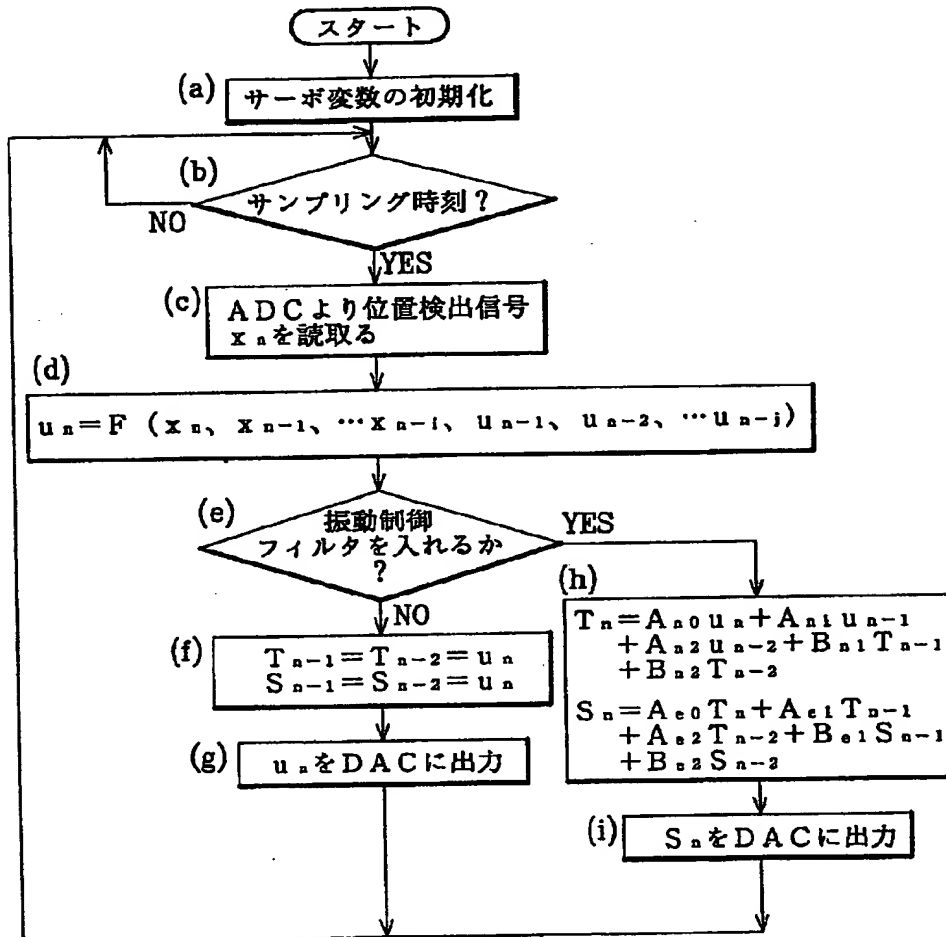 スタート
(a)
サーボ変数の初期化
(b)
サンプリング時刻?
NO
YES
(c)
ADCより位置検出信号
xnを読取る
(d)
un=F (xn、xn-1、…xn-i、un-1、un-2、…un-j)
(e)
振動制御
フィルタを入れるか
?
YES
NO
(f)
Tn-1=Tn-2=un
Sn-1=Sn-2=un
(g)
unをDACに出力
(h)
Tn=An0un+An1un-1
+An2un-2+Bn1Tn-1
+Bn2Tn-2
Sn=Ae0Tn+Ae1Tn-1
+Ae2Tn-2+Be1Sn-1
+Be2Sn-2
(i)
SnをDACに出力